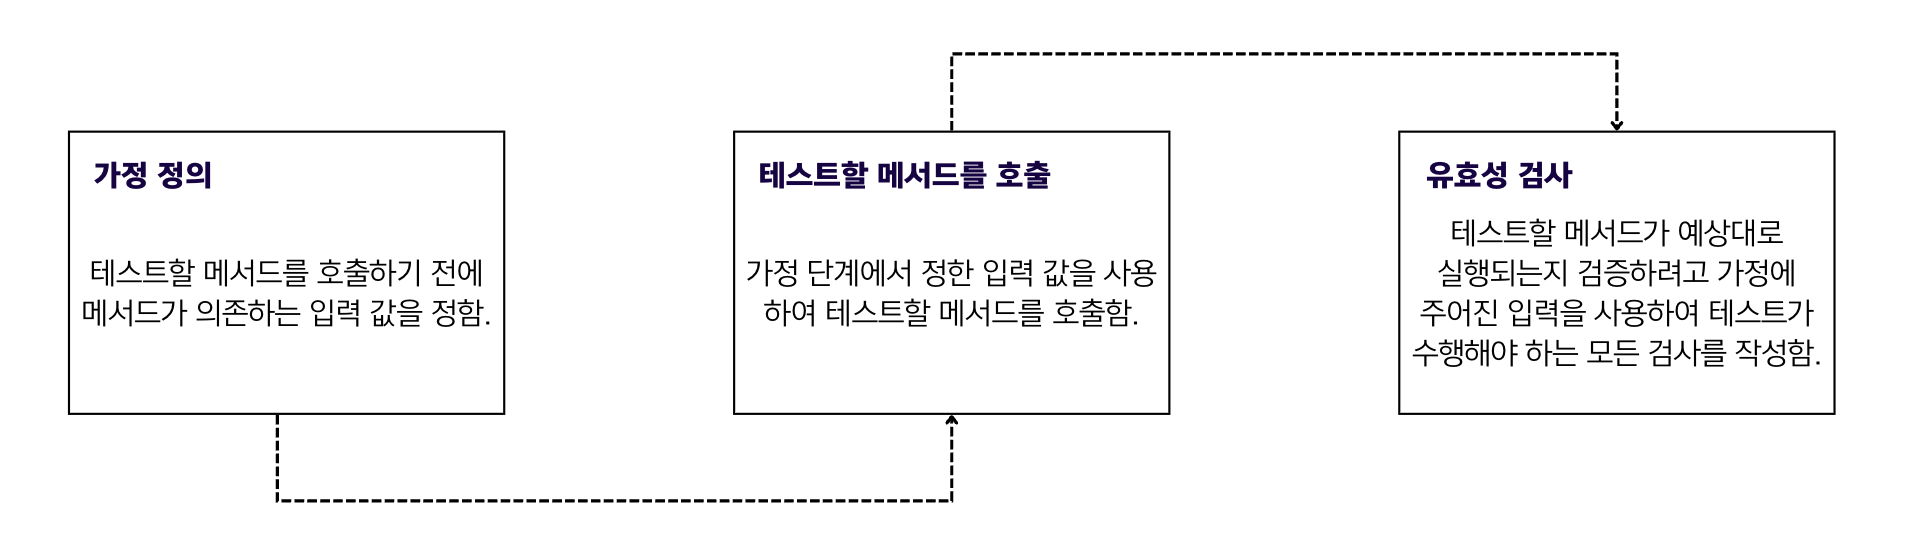 가정 정의
테스트할 메서드를 호출하기 전에
메서드가 의존하는 입력 값을 정함.
테스트할 메서드를 호출
가정 단계에서 정한 입력 값을 사용
하여 테스트할 메서드를 호출함.
유효성 검사
테스트할 메서드가 예상대로
실행되는지 검증하려고 가정에
주어진 입력을 사용하여 테스트가
수행해야 하는 모든 검사를 작성함.